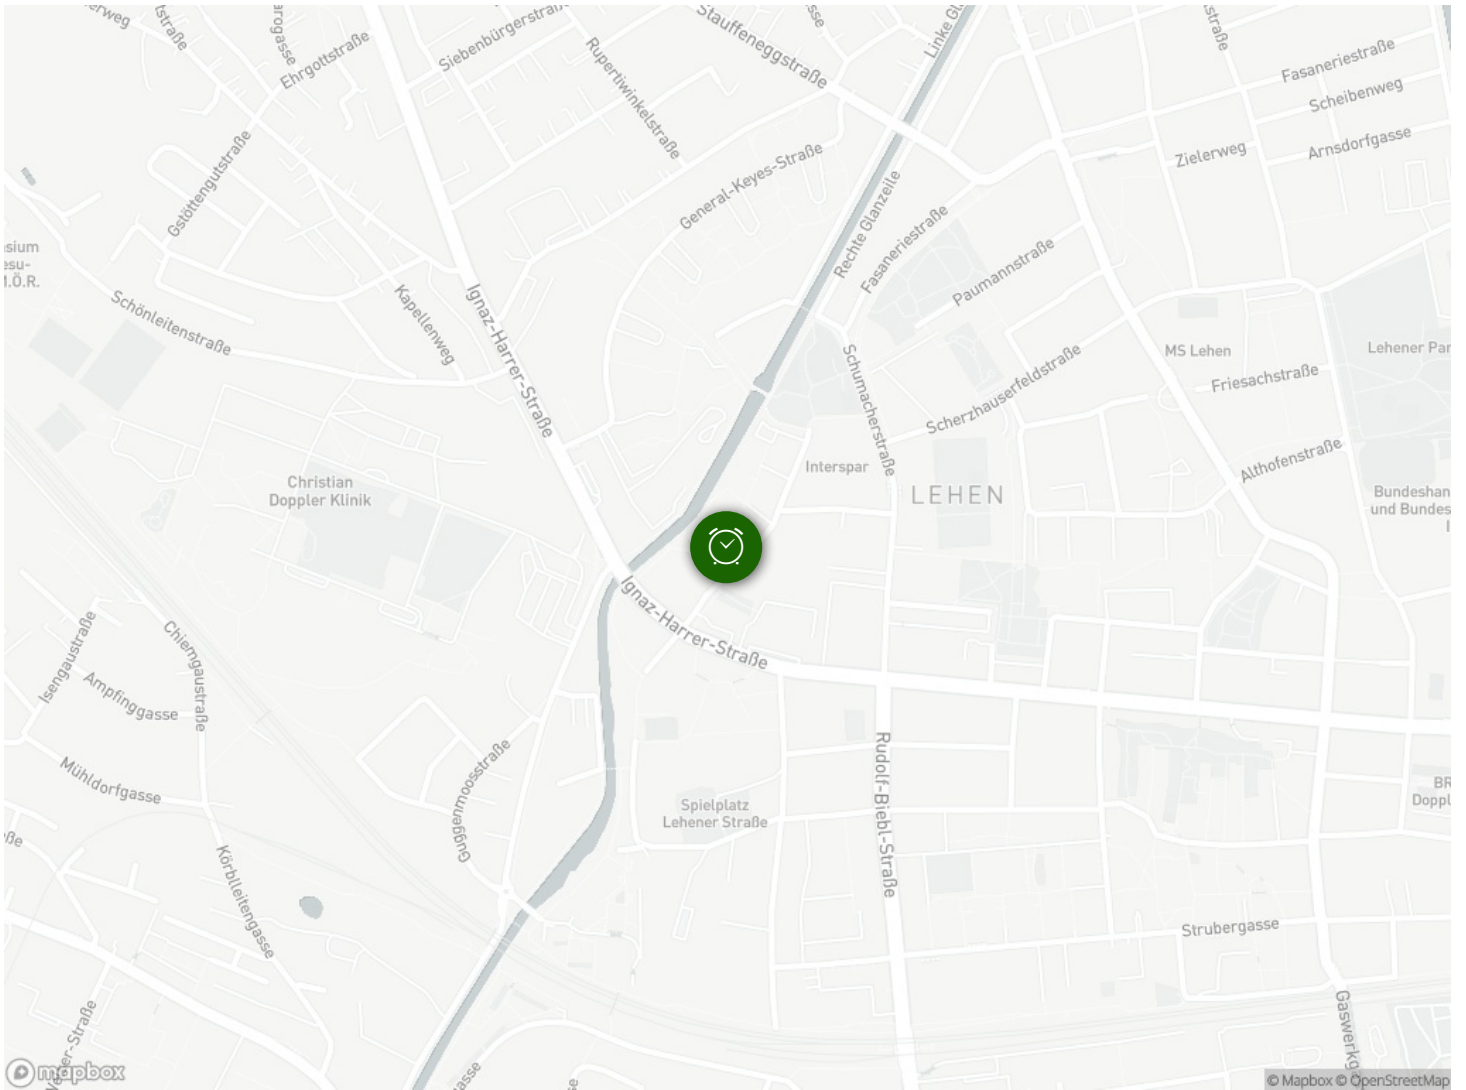 Stauffeneggstraße
Siebenbürgerstraße
Ehrgottstraße
Rupertiwinkelstraße
Fasaneriestraße
Scheibenweg
Arnsdorfgasse
Zielerweg
General-Keyes-Straße
Gstöttengutstraße
Rechte Glanzeile
Fasaneriestraße
Paumannstraße
Kapellenweg
Ignaz-Harrer-Straße
Schönleitenstraße
Schumacherstraße
Scherzhauserfeldstraße
MS Lehen
Friesachstraße
Althofenstraße
Interspar
LEHEN
Christian
Doppler Klinik
Ignaz-Harrer-Straße
Isengaustraße
Chiemgaustraße
Ampfinggasse
Mühldorfgasse
Guggenmoosstraße
Rudolf-Biebl-Straße
Spielplatz
Lehener Straße
Körblleitengasse
Strubergasse
mapbox
© Mapbox © OpenStreetMap